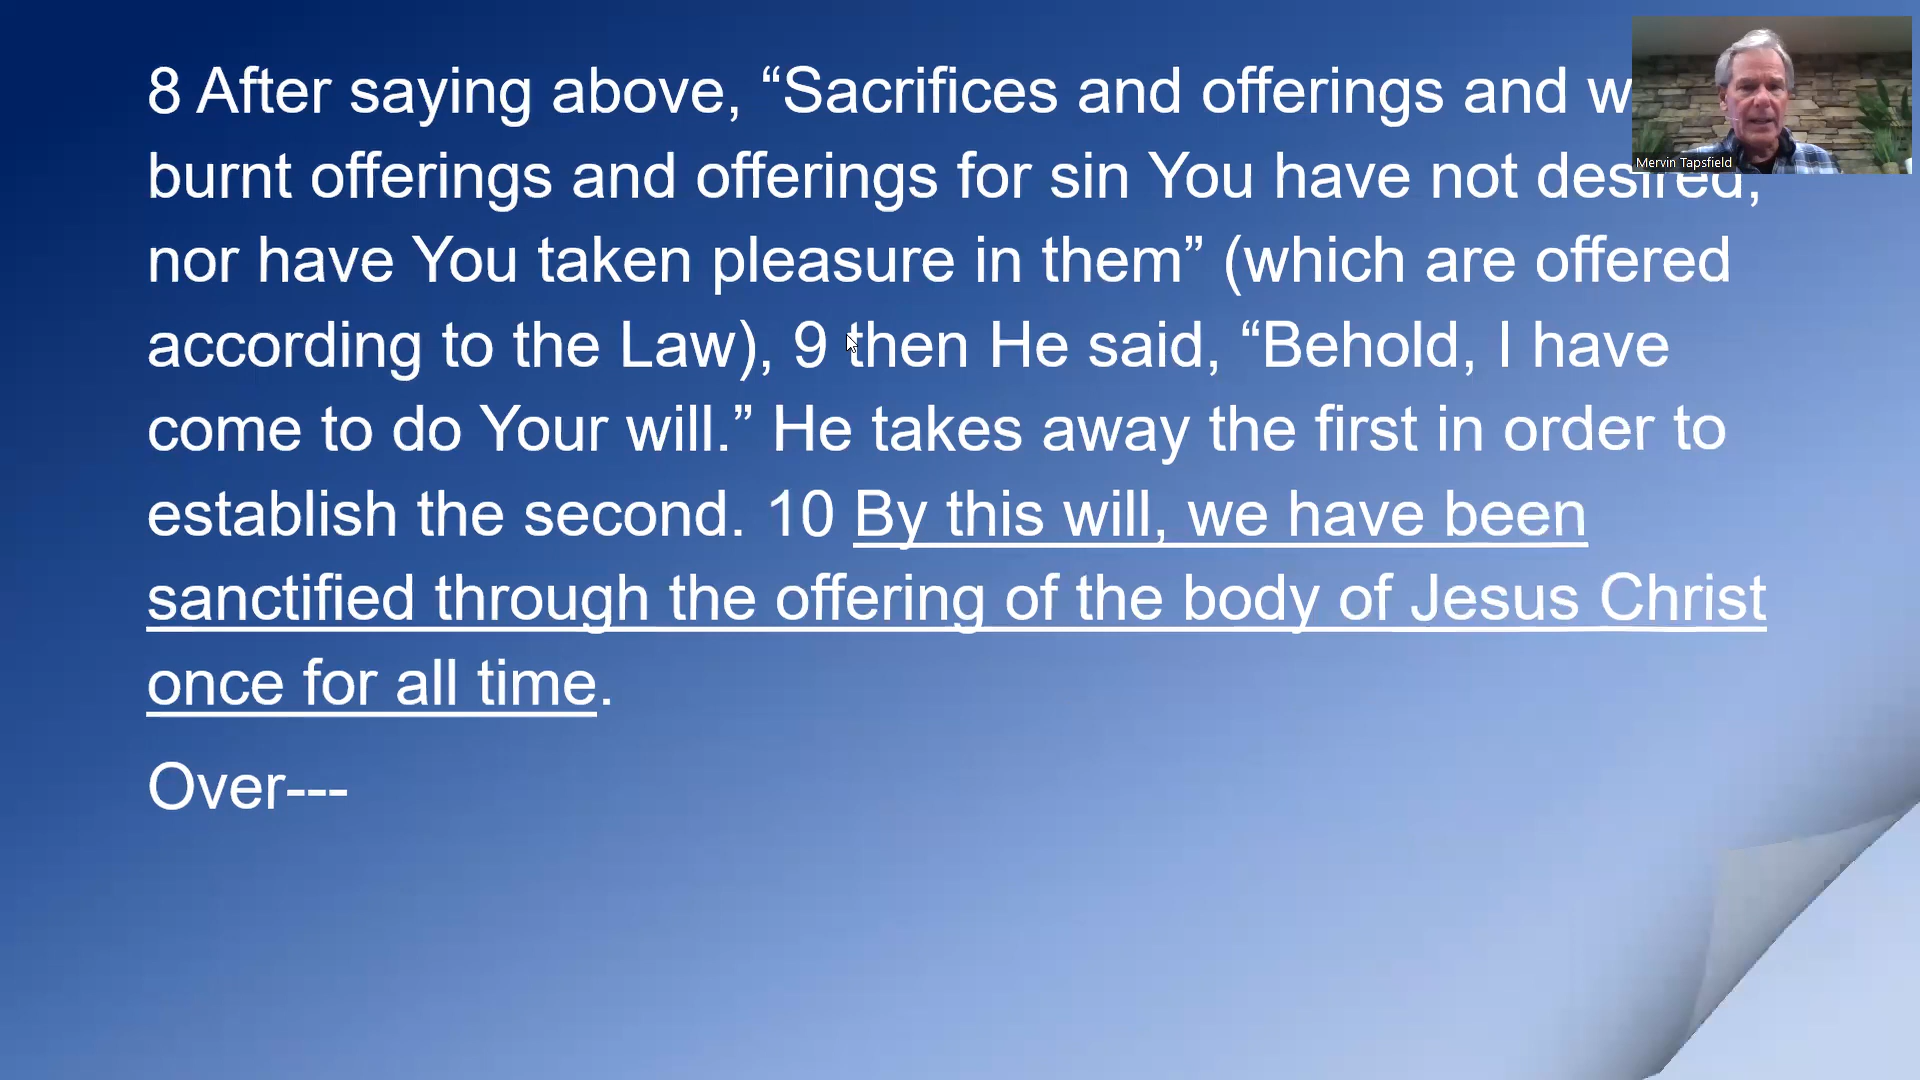 8 After saying above, “Sacrifices and offerings and
burnt offerings and offerings for sin You have not desired,
nor have You taken pleasure in them” (which are offered
according to the Law), 9 then He said, “Behold, I have
come to do Your will.” He takes away the first in order to
establish the second. 10 By this will, we have been
sanctified through the offering of the body of Jesus Christ
once for all time.
Over---
Mervin Tapsfield